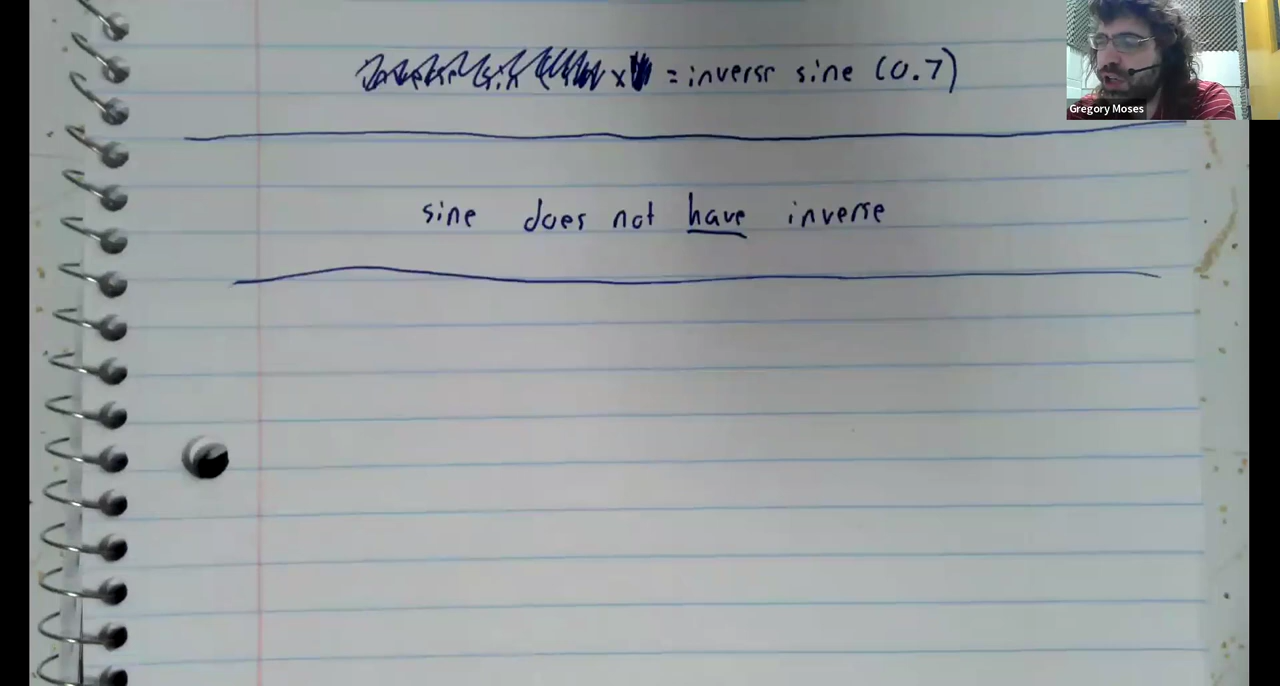 x = inverse sine (0.7)
Gregory Moses
sine does not have inverse